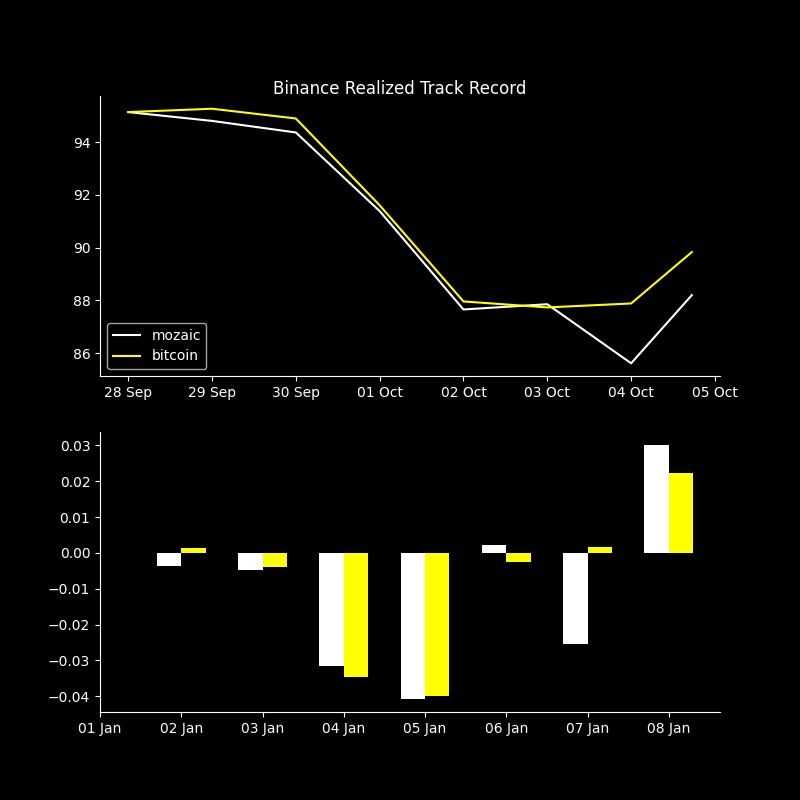 Binance Realized Track Record
94
92
90
88
86
mozaic
bitcoin
28 Sep 29 Sep 30 Sep 01 Oct 02 Oct 03 Oct 04 Oct 05 Oct
0.03
0.02
0.01
0.00
−0.01
−0.02
−0.03
−0.04
01 Jan 02 Jan 03 Jan 04 Jan 05 Jan 06 Jan 07 Jan 08 Jan